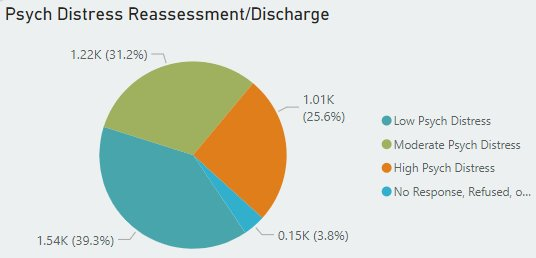 Psych Distress Reassessment/Discharge
1.22K (31.2%)
1.01K
(25.6%)
0.15K (3.8%)
1.54K (39.3%)
Low Psych Distress
Moderate Psych Distress
High Psych Distress
No Response, Refused, o...